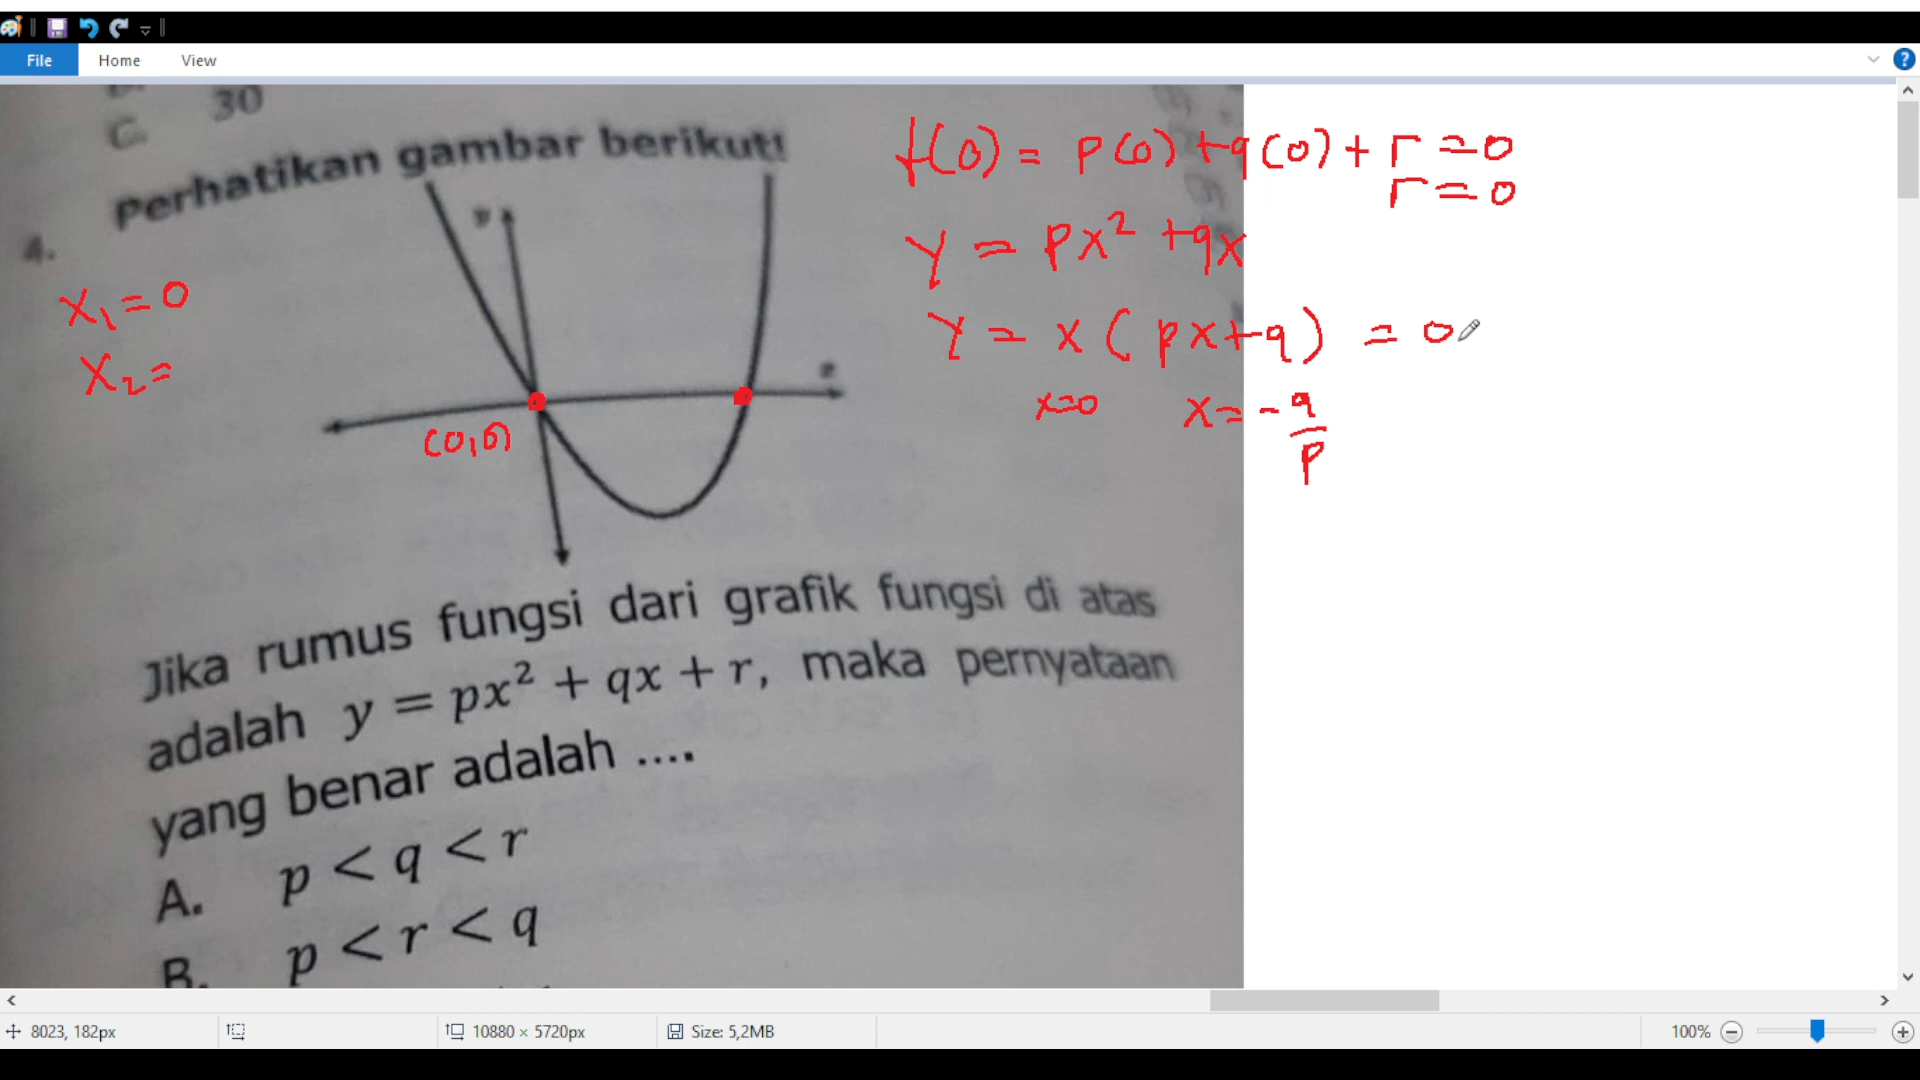 File Home View
C. 30
4. Perhatikan gambar berikut!
y
x
(0,0)
x₁ = 0
x₂ =
f(0) = p(0) + q(0) + r = 0
r = 0
y = px² + qx
y = x (px + q) = 0
x=0 x = -q/p
Jika rumus fungsi dari grafik fungsi di atas
adalah y = px² + qx + r, maka pernyataan
yang benar adalah ....
A. p < q < r
B. p < r < q
8023, 182px 10880 × 5720px Size: 5,2MB 100%